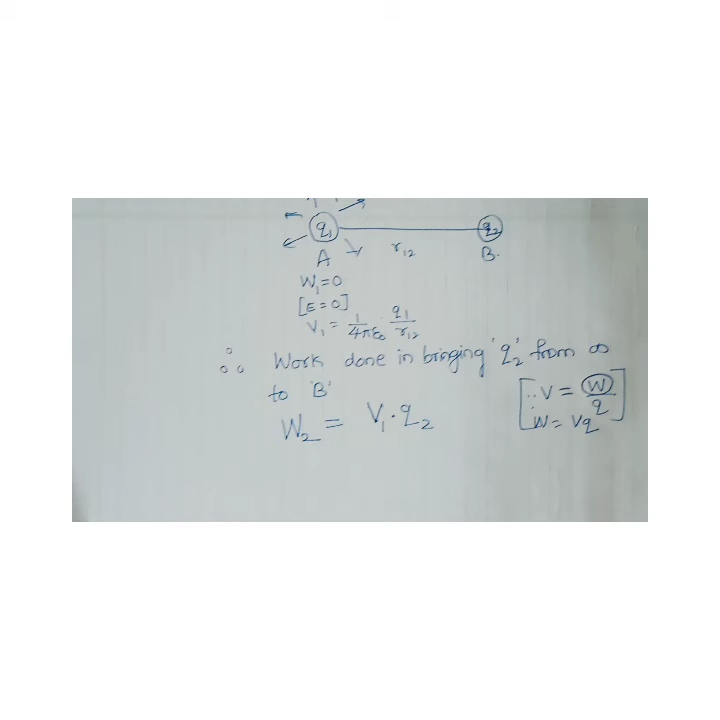 q₁ q₂
A r₁₂ B.
W₁=0
[E=0]
V₁ = 1/4πε₀ · q₁/r₁₂
∴ Work done in bringing 'q₂' from ∞
to 'B' [∵ V = W/q
W₂ = V₁·q₂ W = Vq]